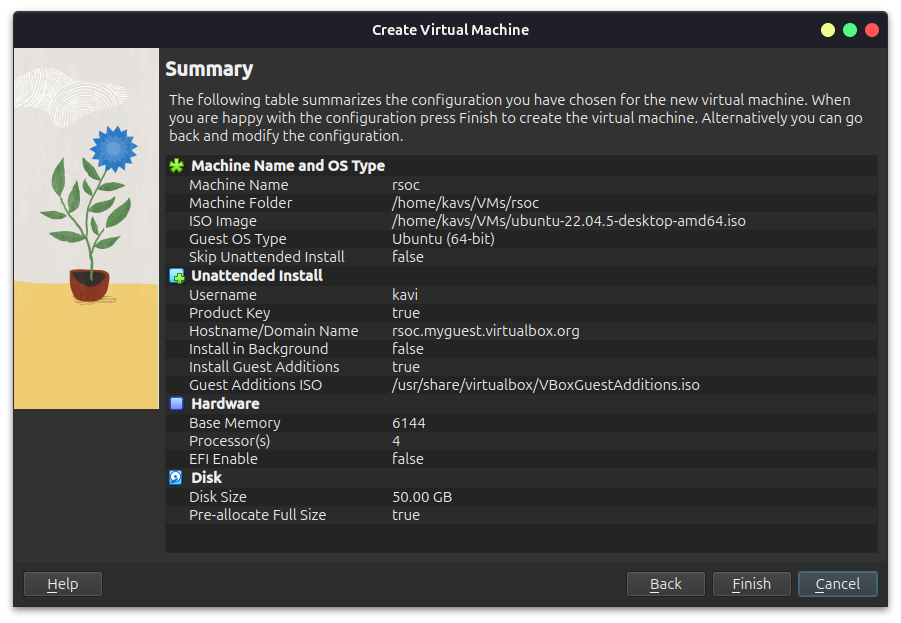 Create Virtual Machine
Summary
The following table summarizes the configuration you have chosen for the new virtual machine. When
you are happy with the configuration press Finish to create the virtual machine. Alternatively you can go
back and modify the configuration.
Machine Name and OS Type
Machine Name rsoc
Machine Folder /home/kavs/VMs/rsoc
ISO Image /home/kavs/VMs/ubuntu-22.04.5-desktop-amd64.iso
Guest OS Type Ubuntu (64-bit)
Skip Unattended Install false
Unattended Install
Username kavi
Product Key true
Hostname/Domain Name rsoc.myguest.virtualbox.org
Install in Background false
Install Guest Additions true
Guest Additions ISO /usr/share/virtualbox/VBoxGuestAdditions.iso
Hardware
Base Memory 6144
Processor(s) 4
EFI Enable false
Disk
Disk Size 50.00 GB
Pre-allocate Full Size true
Help Back Finish Cancel